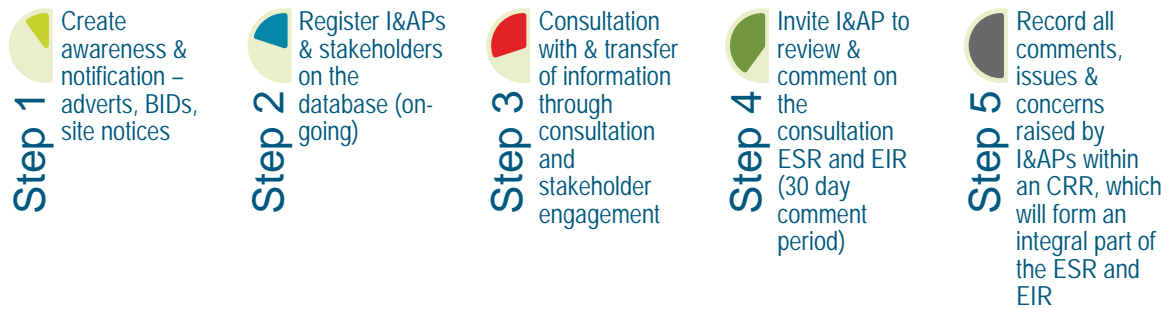 Step 1
Create
awareness &
notification –
adverts, BIDs,
site notices
Step 2
Register I&APs
& stakeholders
on the
database (on-
going)
Step 3
Consultation
with & transfer
of information
through
consultation
and
stakeholder
engagement
Step 4
Invite I&AP to
review &
comment on
the
consultation
ESR and EIR
(30 day
comment
period)
Step 5
Record all
comments,
issues &
concerns
raised by
I&APs within
an CRR, which
will form an
integral part of
the ESR and
EIR